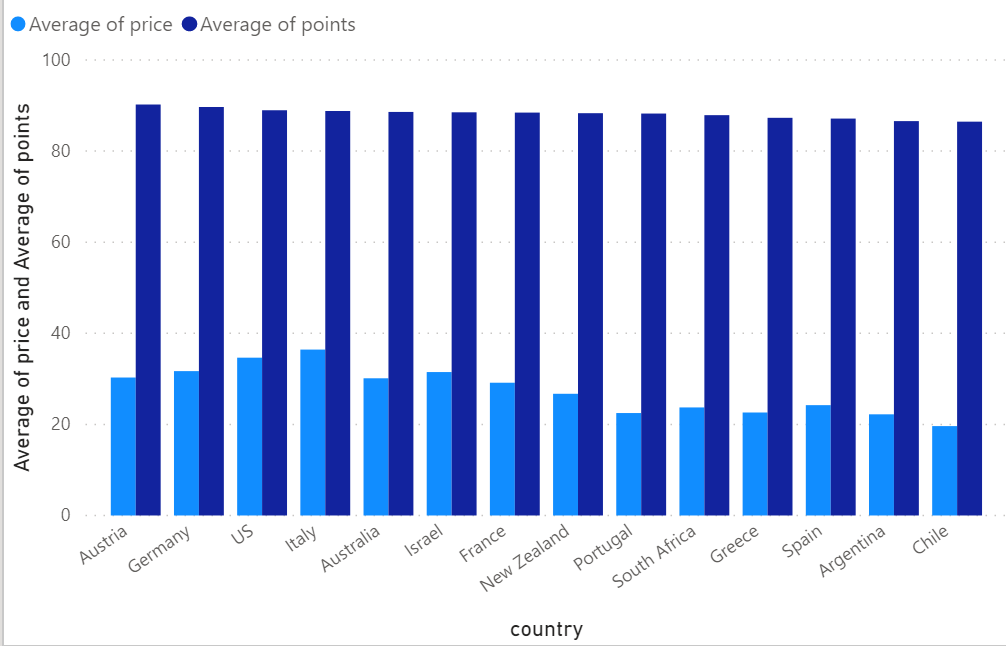 Average of price Average of points
100
80
60
40
20
0
Average of price and Average of points
Austria
Germany
US
Italy
Australia
Israel
France
New Zealand
Portugal
South Africa
Greece
Spain
Argentina
Chile
country